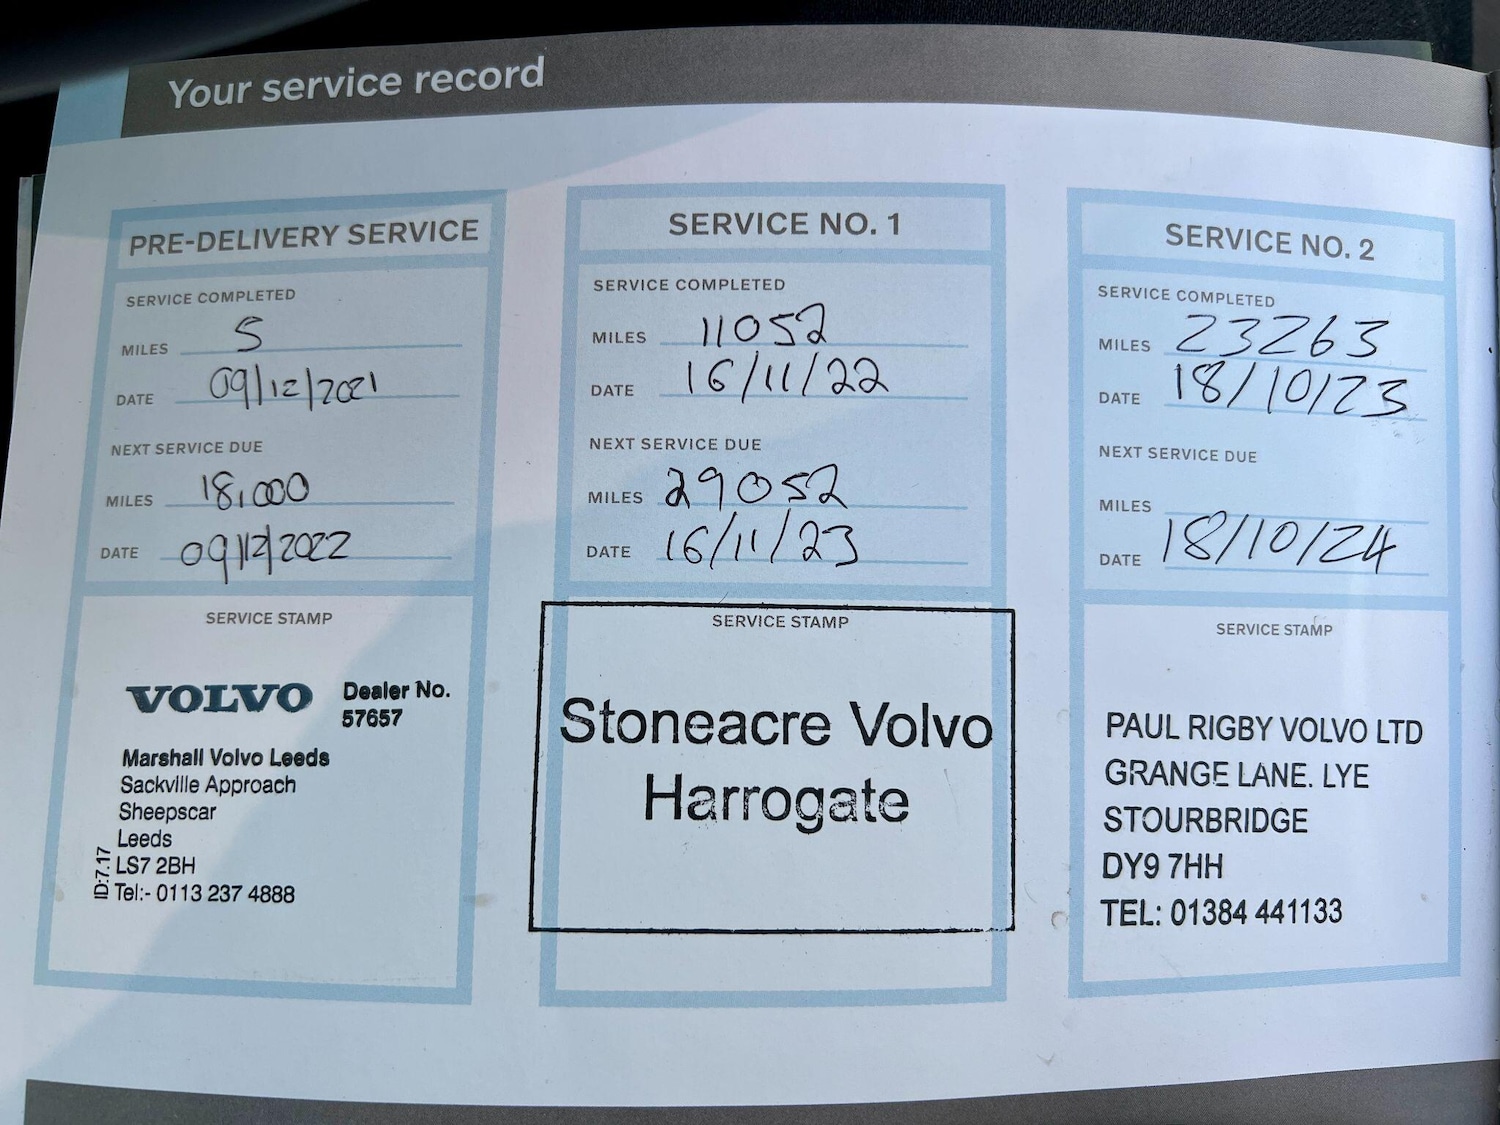 Your service record
PRE-DELIVERY SERVICE
SERVICE COMPLETED
MILES 5
DATE 09/12/2021
NEXT SERVICE DUE
MILES 18,000
DATE 09/12/2022
SERVICE STAMP
VOLVO Dealer No.
57657
Marshall Volvo Leeds
Sackville Approach
Sheepscar
Leeds
LS7 2BH
Tel:- 0113 237 4888
ID:7.17
SERVICE NO. 1
SERVICE COMPLETED
MILES 11052
DATE 16/11/22
NEXT SERVICE DUE
MILES 29052
DATE 16/11/23
SERVICE STAMP
Stoneacre Volvo
Harrogate
SERVICE NO. 2
SERVICE COMPLETED
MILES 23263
DATE 18/10/23
NEXT SERVICE DUE
MILES
DATE 18/10/24
SERVICE STAMP
PAUL RIGBY VOLVO LTD
GRANGE LANE. LYE
STOURBRIDGE
DY9 7HH
TEL: 01384 441133